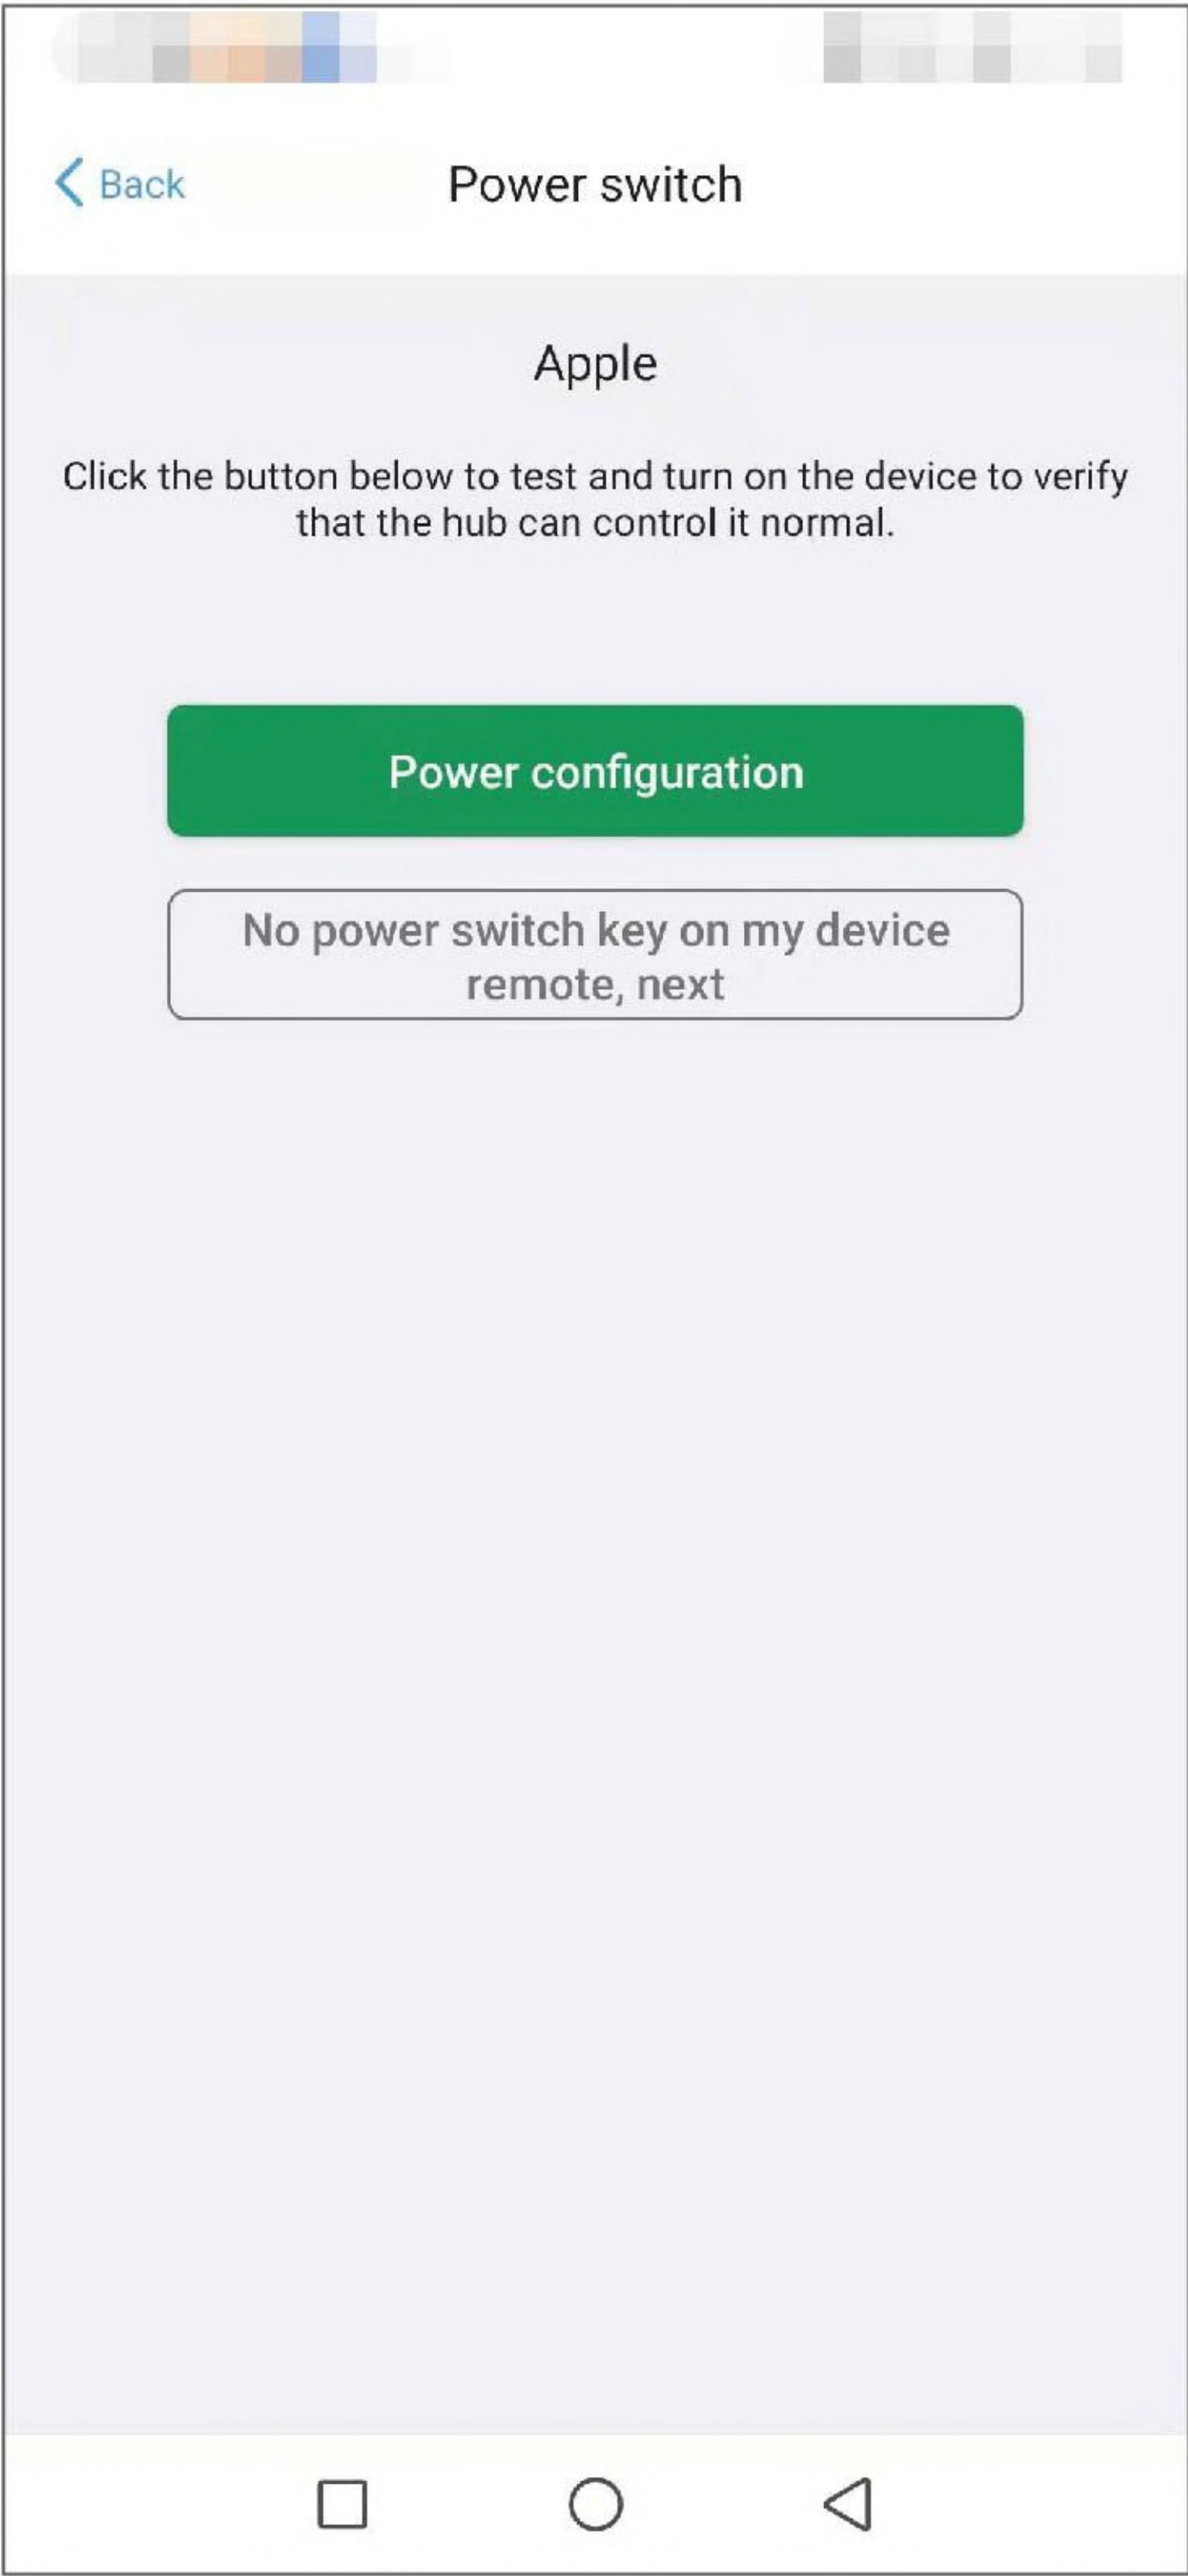 Back
Power switch
Apple
Click the button below to test and turn on the device to verify
that the hub can control it normal.
Power configuration
No power switch key on my device
remote, next